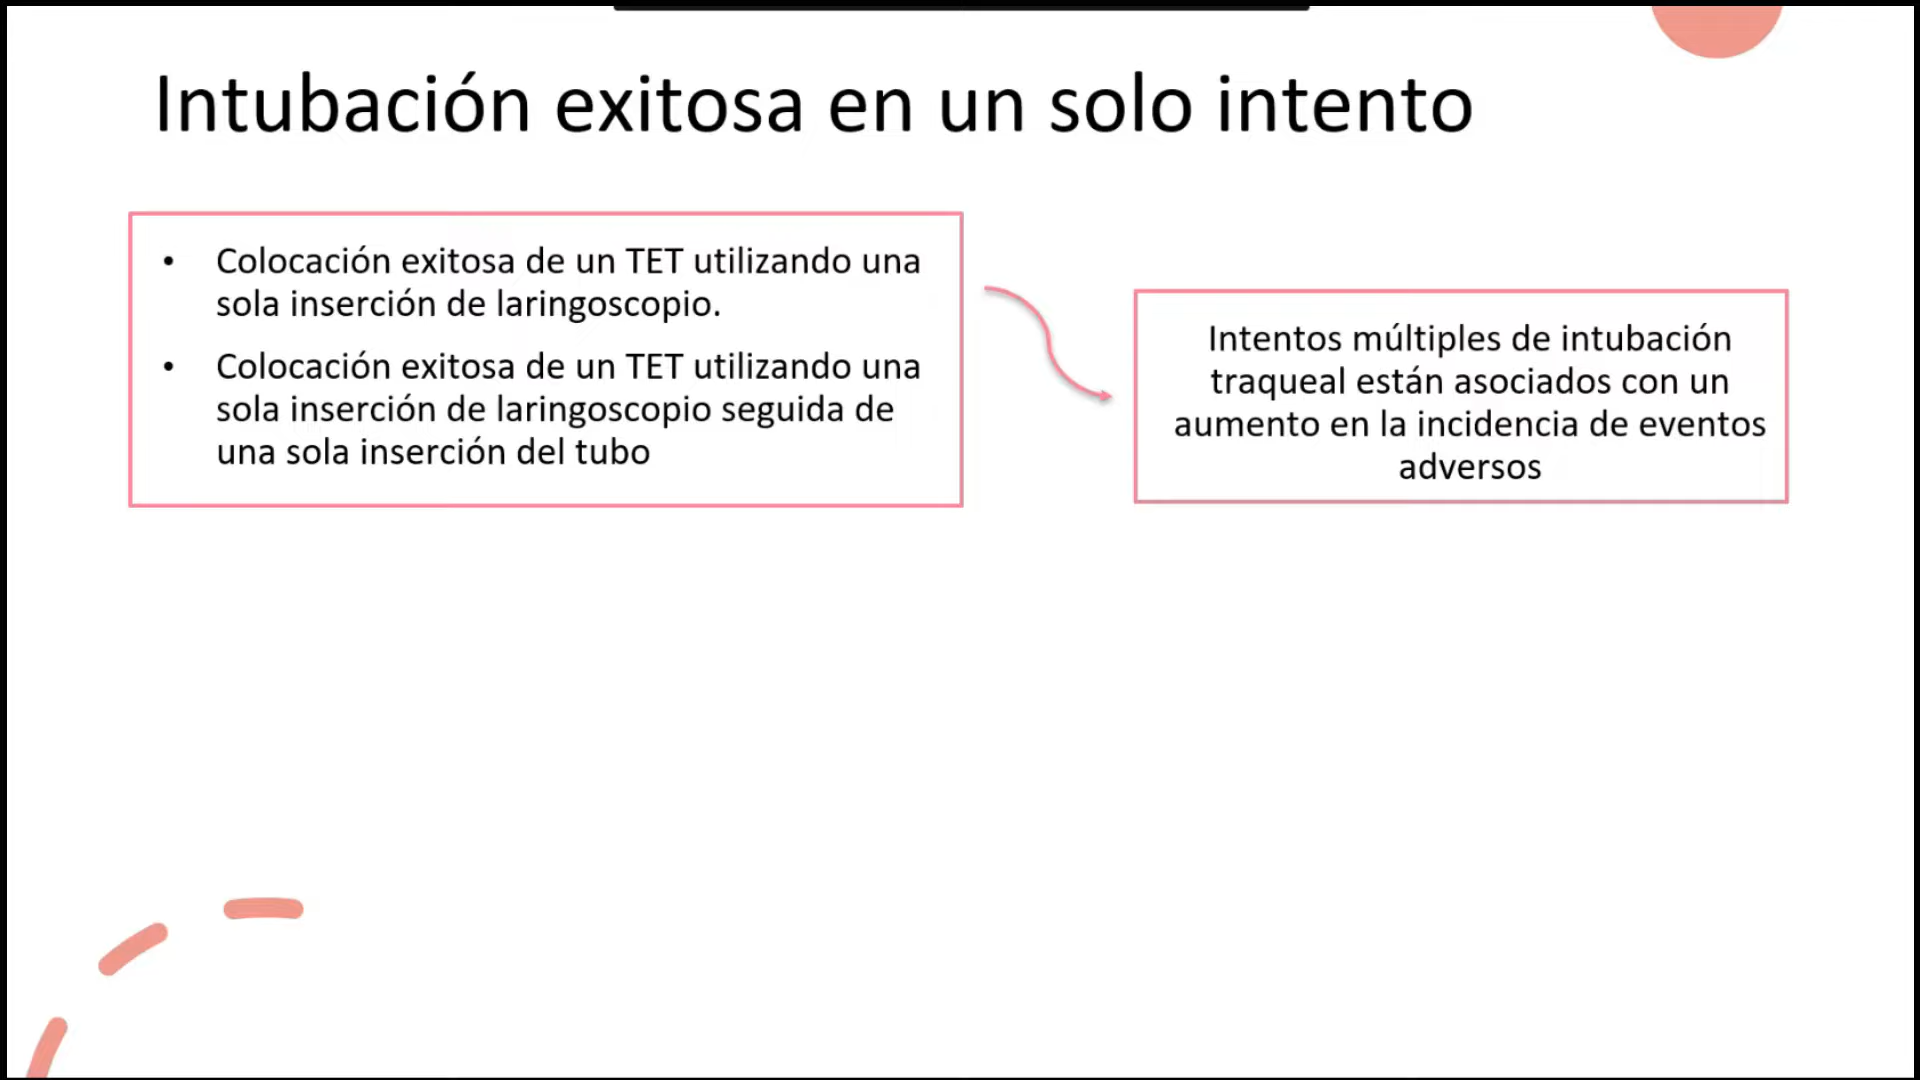 Intubación exitosa en un solo intento
• Colocación exitosa de un TET utilizando una
sola inserción de laringoscopio.
• Colocación exitosa de un TET utilizando una
sola inserción de laringoscopio seguida de
una sola inserción del tubo
Intentos múltiples de intubación
traqueal están asociados con un
aumento en la incidencia de eventos
adversos